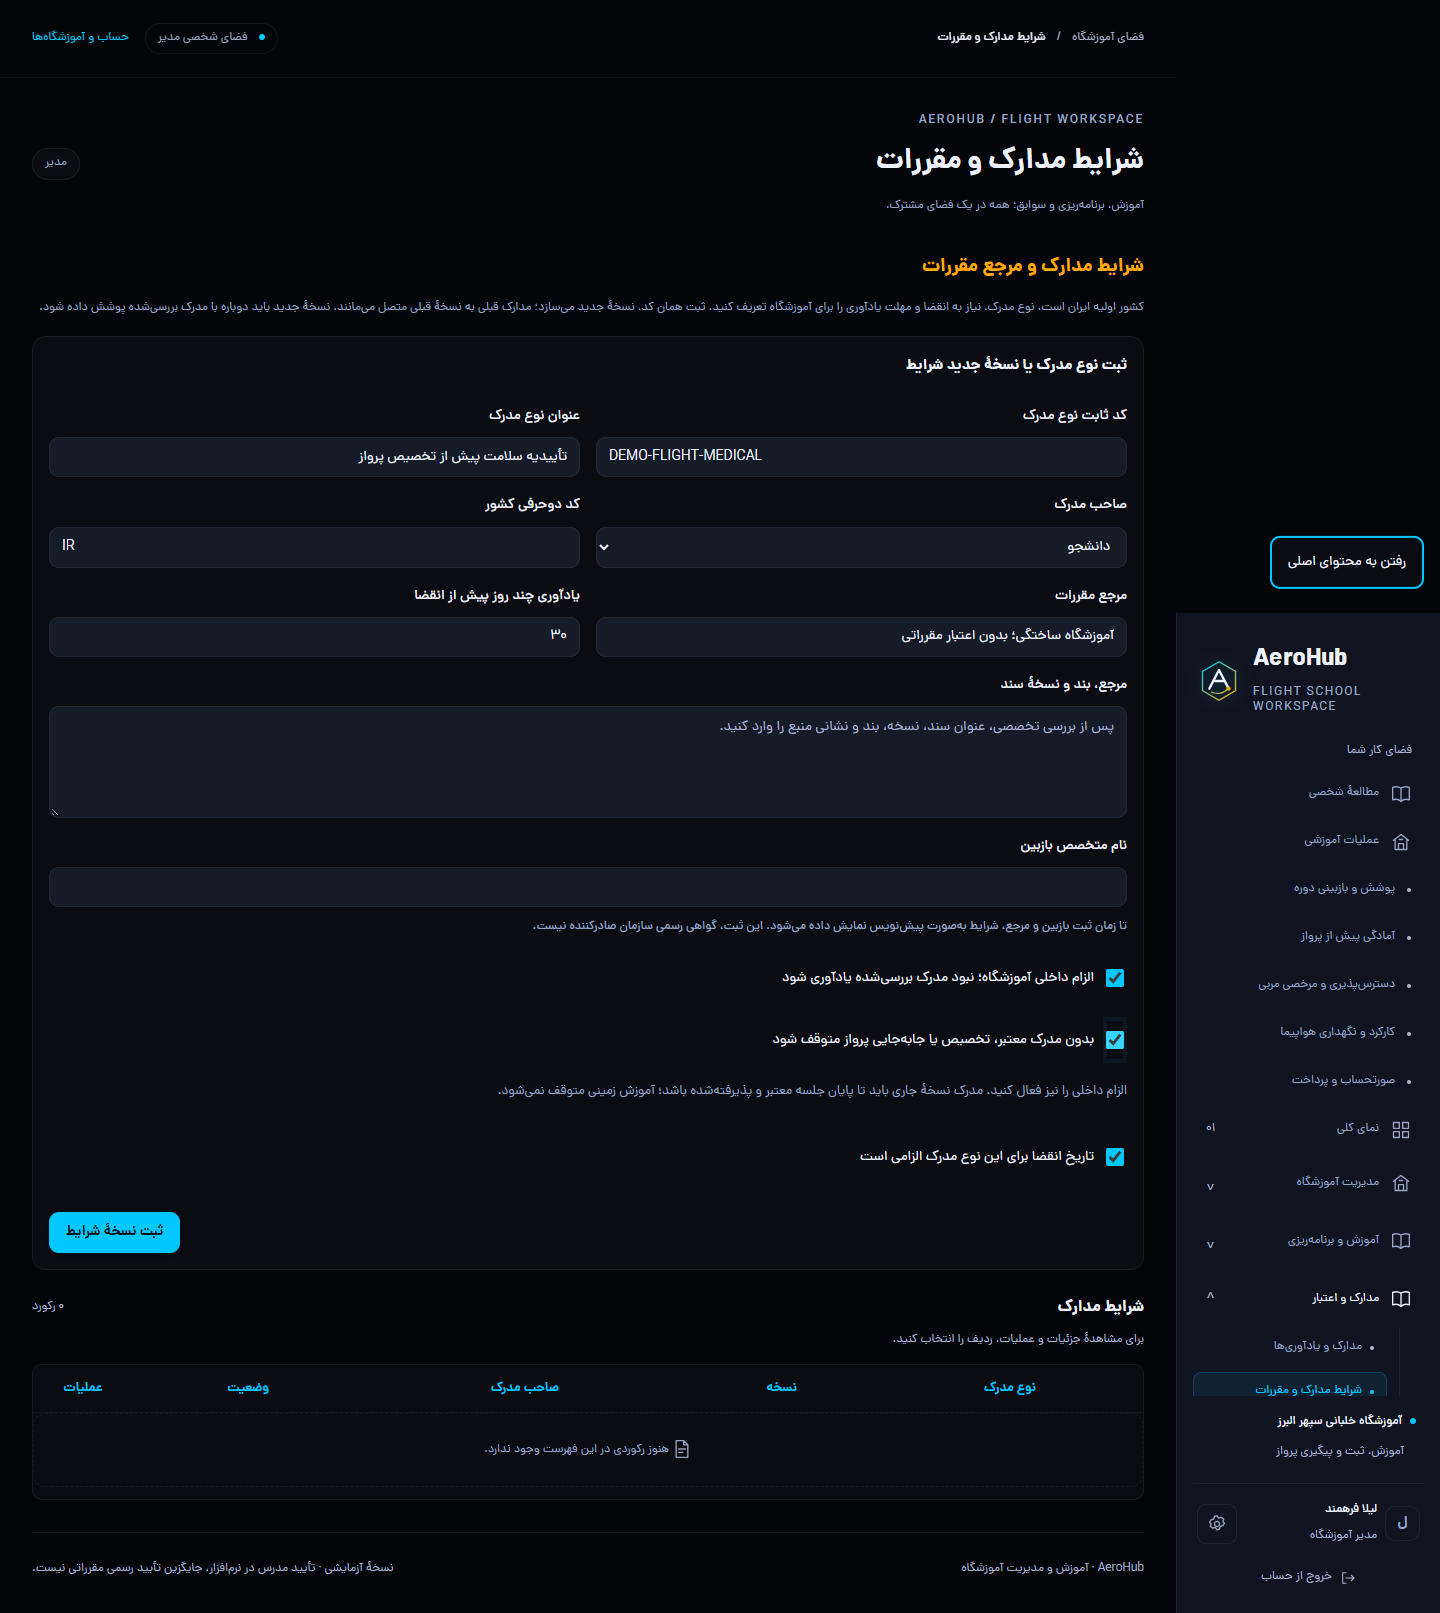 فضای آموزشگاه / شرایط مدارک و مقررات
فضای شخصی مدیر
حساب و آموزشگاه‌ها
AEROHUB / FLIGHT WORKSPACE
شرایط مدارک و مقررات
مدیر
آموزش، برنامه‌ریزی و سوابق؛ همه در یک فضای مشترک.
شرایط مدارک و مرجع مقررات
کشور اولیه ایران است. نوع مدرک، نیاز به انقضا و مهلت یادآوری را برای آموزشگاه تعریف کنید. ثبت همان کد، نسخهٔ جدید می‌سازد؛ مدارک قبلی به نسخهٔ قبلی متصل می‌مانند. نسخهٔ جدید باید دوباره با مدرک بررسی‌شده پوشش داده شود.
ثبت نوع مدرک یا نسخهٔ جدید شرایط
کد ثابت نوع مدرک
DEMO-FLIGHT-MEDICAL
عنوان نوع مدرک
تأییدیه سلامت پیش از تخصیص پرواز
صاحب مدرک
دانشجو
کد دوحرفی کشور
IR
مرجع مقررات
آموزشگاه ساختگی؛ بدون اعتبار مقرراتی
یادآوری چند روز پیش از انقضا
۳۰
مرجع، بند و نسخهٔ سند
پس از بررسی تخصصی، عنوان سند، نسخه، بند و نشانی منبع را وارد کنید.
نام متخصص بازبین
تا زمان ثبت بازبین و مرجع، شرایط به‌صورت پیش‌نویس نمایش داده می‌شود. این ثبت، گواهی رسمی سازمان صادرکننده نیست.
الزام داخلی آموزشگاه؛ نبود مدرک بررسی‌شده یادآوری شود
بدون مدرک معتبر، تخصیص یا جابه‌جایی پرواز متوقف شود
الزام داخلی را نیز فعال کنید. مدرک نسخهٔ جاری باید تا پایان جلسه معتبر و پذیرفته‌شده باشد؛ آموزش زمینی متوقف نمی‌شود.
تاریخ انقضا برای این نوع مدرک الزامی است
ثبت نسخهٔ شرایط
شرایط مدارک
۰ رکورد
برای مشاهدهٔ جزئیات و عملیات، ردیف را انتخاب کنید.
نوع مدرک نسخه صاحب مدرک وضعیت عملیات
هنوز رکوردی در این فهرست وجود ندارد.
AeroHub · آموزش و مدیریت آموزشگاه
نسخهٔ آزمایشی · تأیید مدرس در نرم‌افزار، جایگزین تأیید رسمی مقرراتی نیست.
رفتن به محتوای اصلی
AeroHub
FLIGHT SCHOOL
WORKSPACE
فضای کار شما
مطالعهٔ شخصی
عملیات آموزشی
پوشش و بازبینی دوره
آمادگی پیش از پرواز
دسترس‌پذیری و مرخصی مربی
کارکرد و نگهداری هواپیما
صورتحساب و پرداخت
نمای کلی ۰۱
مدیریت آموزشگاه
آموزش و برنامه‌ریزی
مدارک و اعتبار
مدارک و یادآوری‌ها
شرایط مدارک و مقررات
آموزشگاه خلبانی سپهر البرز
آموزش، ثبت و پیگیری پرواز
ل
لیلا فرهمند
مدیر آموزشگاه
خروج از حساب